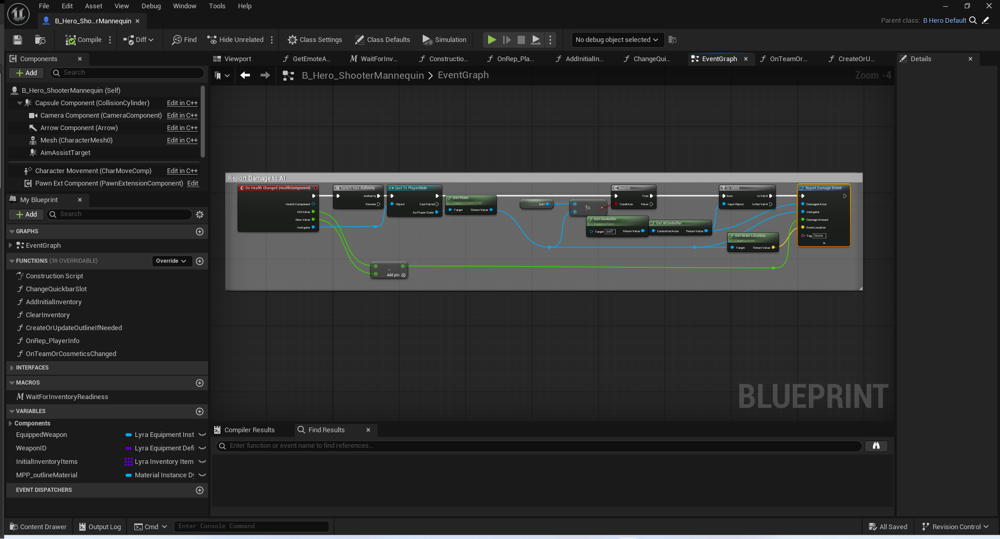 File Edit Asset View Debug Window Tools Help
B_Hero_Sho...rMannequin
Parent class: B Hero Default
Compile Diff Find Hide Unrelated Class Settings Class Defaults Simulation No debug object selected
Components
Viewport GetEmoteA... WaitForInv... Constructio... OnRep_Pla... AddInitialIn... ChangeQui... EventGraph OnTeamOr... CreateOrU...
Details
Add Search
B_Hero_ShooterMannequin > EventGraph
Zoom -4
B_Hero_ShooterMannequin (Self)
Capsule Component (CollisionCylinder) Edit in C++
Camera Component (CameraComponent) Edit in C++
Arrow Component (Arrow) Edit in C++
Mesh (CharacterMesh0) Edit in C++
AimAssistTarget
Character Movement (CharMoveComp) Edit in C++
Pawn Ext Component (PawnExtensionComponent) Edit
My Blueprint
Add Search
GRAPHS
EventGraph
FUNCTIONS (39 OVERRIDABLE) Override
Construction Script
ChangeQuickbarSlot
AddInitialInventory
ClearInventory
CreateOrUpdateOutlineIfNeeded
OnRep_PlayerInfo
OnTeamOrCosmeticsChanged
INTERFACES
MACROS
WaitForInventoryReadiness
VARIABLES
Components
EquippedWeapon Lyra Equipment Inst
WeaponID Lyra Equipment Defi
InitialInventoryItems Lyra Inventory Item
MPP_outlineMaterial Material Instance Dy
EVENT DISPATCHERS
Report Damage to AI
On Health Changed (HealthComponent)
Health Component
Old Value
New Value
Instigator
Switch Has Authority
Authority
Remote
Cast To PlayerState
Object Cast Failed
As Player State
Get Pawn
Target is Player State
Target Return Value
Self
!=
Branch
True
Condition False
Get Controller
Target is Pawn
Target self Return Value
Get AIController
Controlled Actor Return Value
Is Valid
Exec Is Valid
Input Object Is Not Valid
Get Actor Location
Target is Actor
Target Return Value
Report Damage Event
Damaged Actor
Instigator
Damage Amount
Event Location
Tag None
-
Add pin
BLUEPRINT
Compiler Results Find Results
Enter function or event name to find references...
Content Drawer Output Log Cmd Enter Console Command All Saved Revision Control